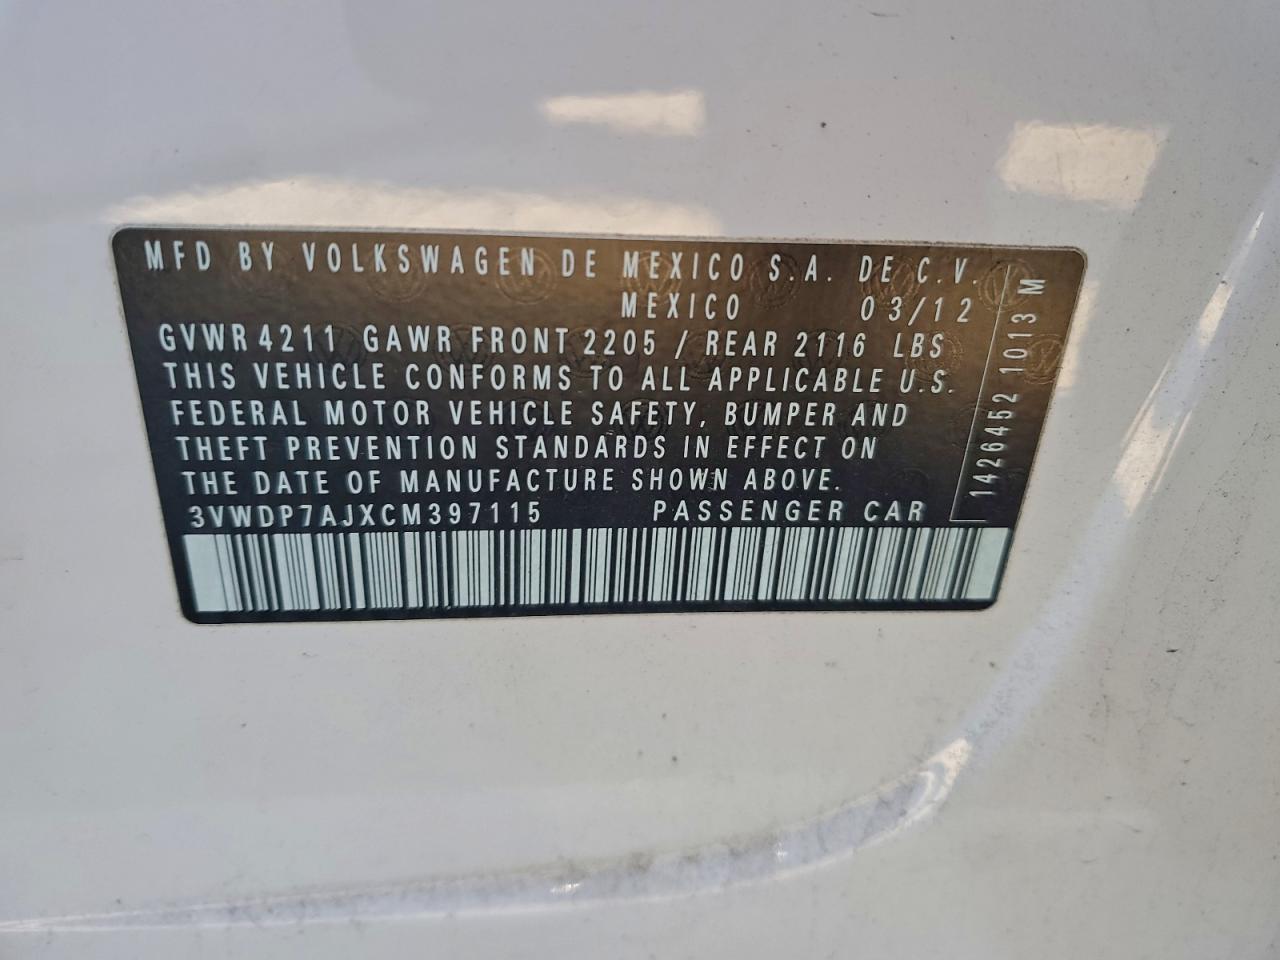 MFD BY VOLKSWAGEN DE MEXICO S.A. DE C.V.
MEXICO 03/12
GVWR 4211 GAWR FRONT 2205 / REAR 2116 LBS
THIS VEHICLE CONFORMS TO ALL APPLICABLE U.S.
FEDERAL MOTOR VEHICLE SAFETY, BUMPER AND
THEFT PREVENTION STANDARDS IN EFFECT ON
THE DATE OF MANUFACTURE SHOWN ABOVE.
3VWDP7AJXCM397115 PASSENGER CAR
1426452 1013 M